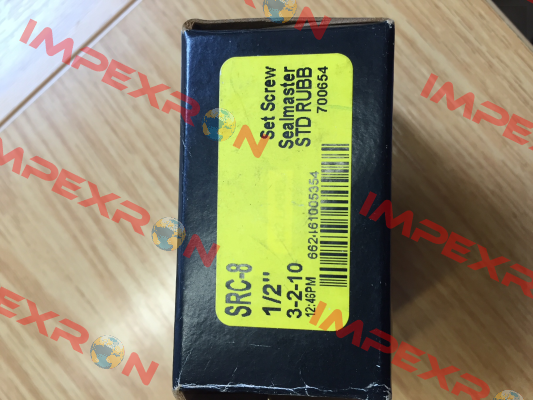 SRC-8
1/2" Set Screw
Sealmaster
3-2-10 STD RUBB
12:46PM 700654
IMPEXRON
IMPEXRON
IMPEXRON
IMPEXRON
IMPEXRON